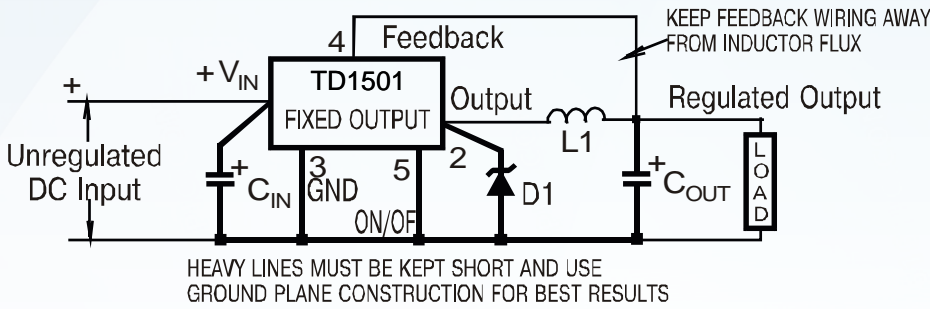 KEEP FEEDBACK WIRING AWAY
FROM INDUCTOR FLUX
4
Feedback
+VIN
TD1501
FIXED OUTPUT
Output
Regulated Output
+
L1
Unregulated
DC Input
+
CIN
3
GND
5
ON/OF
2
D1
+
COUT
LOAD
HEAVY LINES MUST BE KEPT SHORT AND USE
GROUND PLANE CONSTRUCTION FOR BEST RESULTS